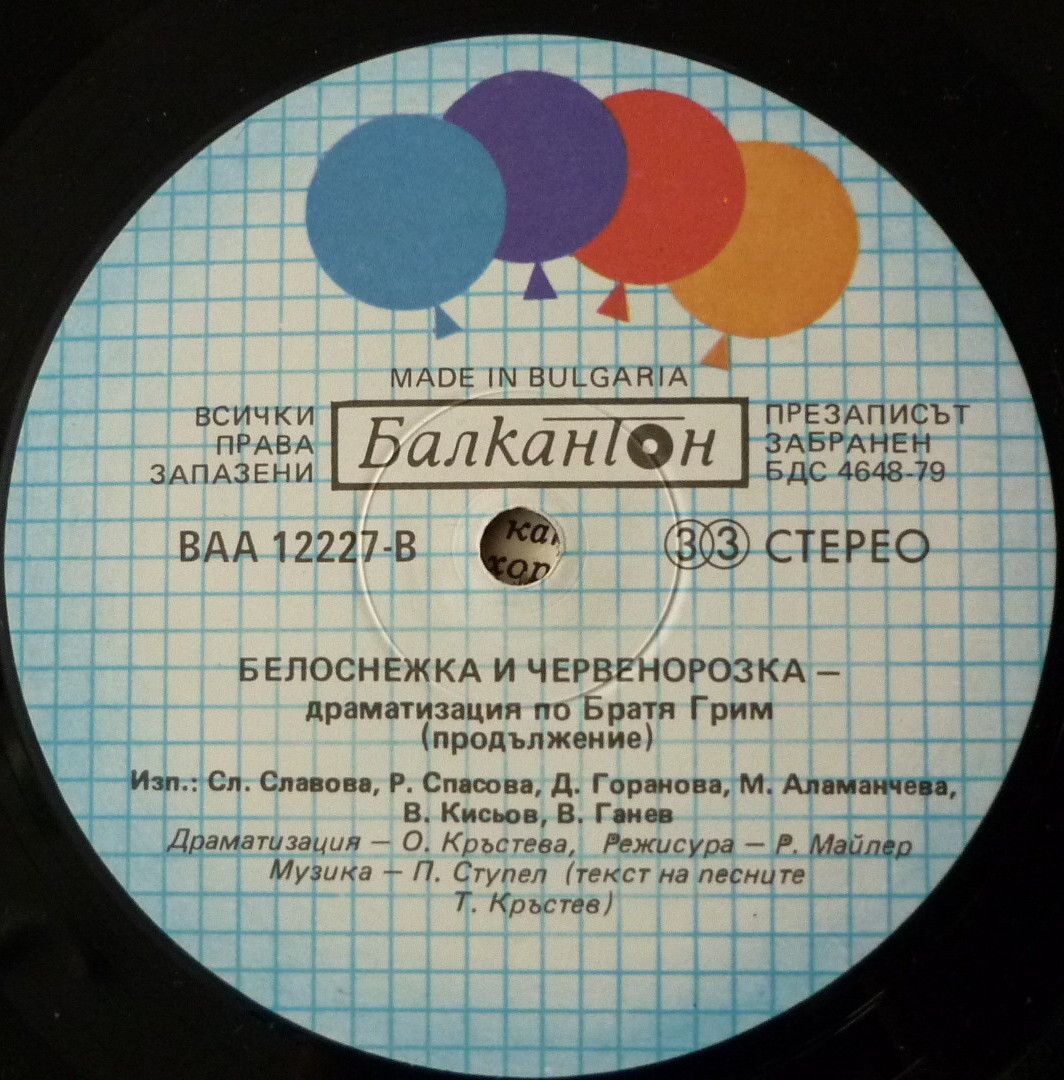 MADE IN BULGARIA
ВСИЧКИ
ПРАВА
ЗАПАЗЕНИ
Балкантон
ПРЕЗАПИСЪТ
ЗАБРАНЕН
БДС 4648-79
ВАА 12227-В
33 СТЕРЕО
БЕЛОСНЕЖКА И ЧЕРВЕНОРОЗКА –
драматизация по Братя Грим
(продължение)
Изп.: Сл. Славова, Р. Спасова, Д. Горанова, М. Аламанчева,
В. Кисьов, В. Ганев
Драматизация – О. Кръстева, Режисура – Р. Майлер
Музика – П. Ступел (текст на песните
Т. Кръстев)